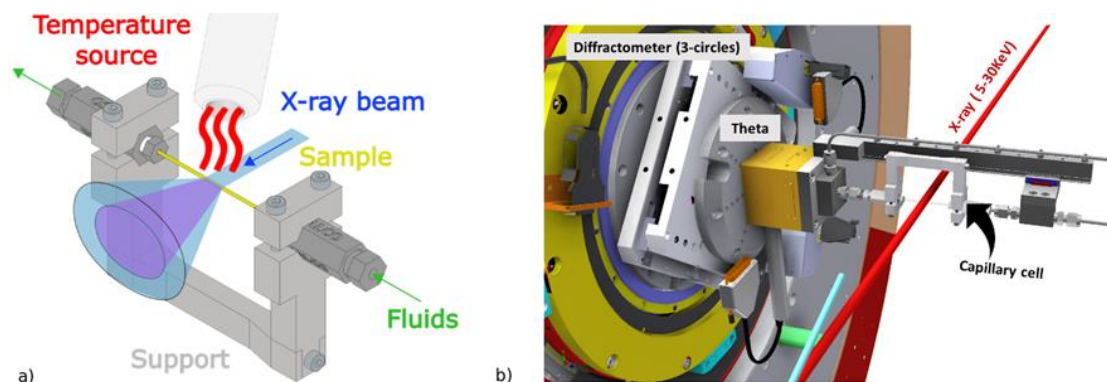 Temperature
source
X-ray beam
Sample
Fluids
Support
a)
Diffractometer (3-circles)
Theta
X-ray ( 5-30KeV)
Capillary cell
b)